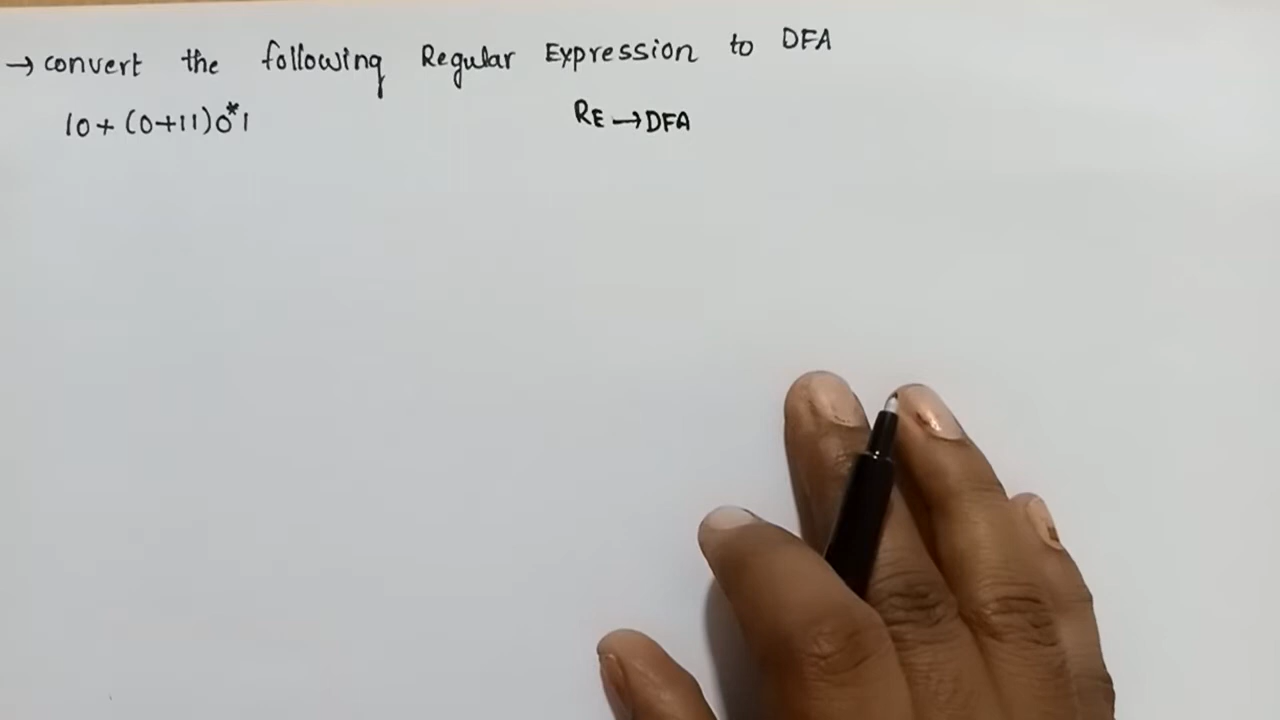 → convert the following Regular Expression to DFA
10+(0+11)0*1 RE → DFA